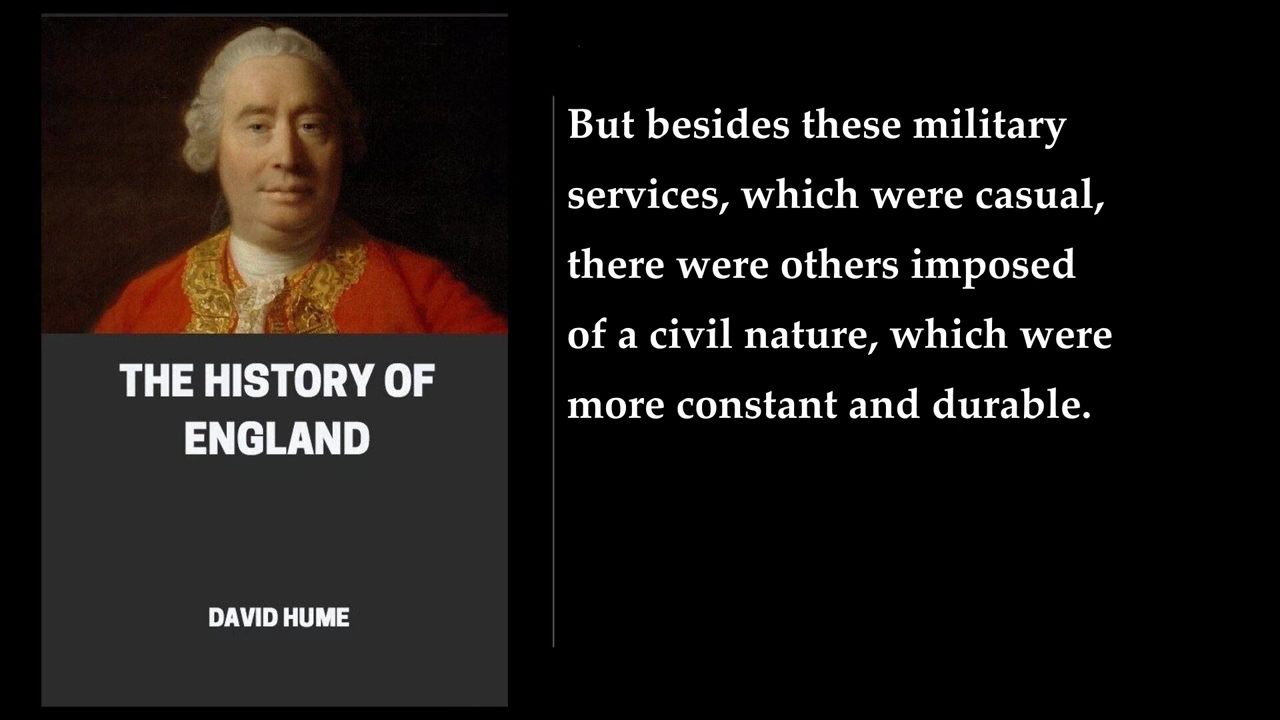 THE HISTORY OF
ENGLAND
DAVID HUME
But besides these military
services, which were casual,
there were others imposed
of a civil nature, which were
more constant and durable.